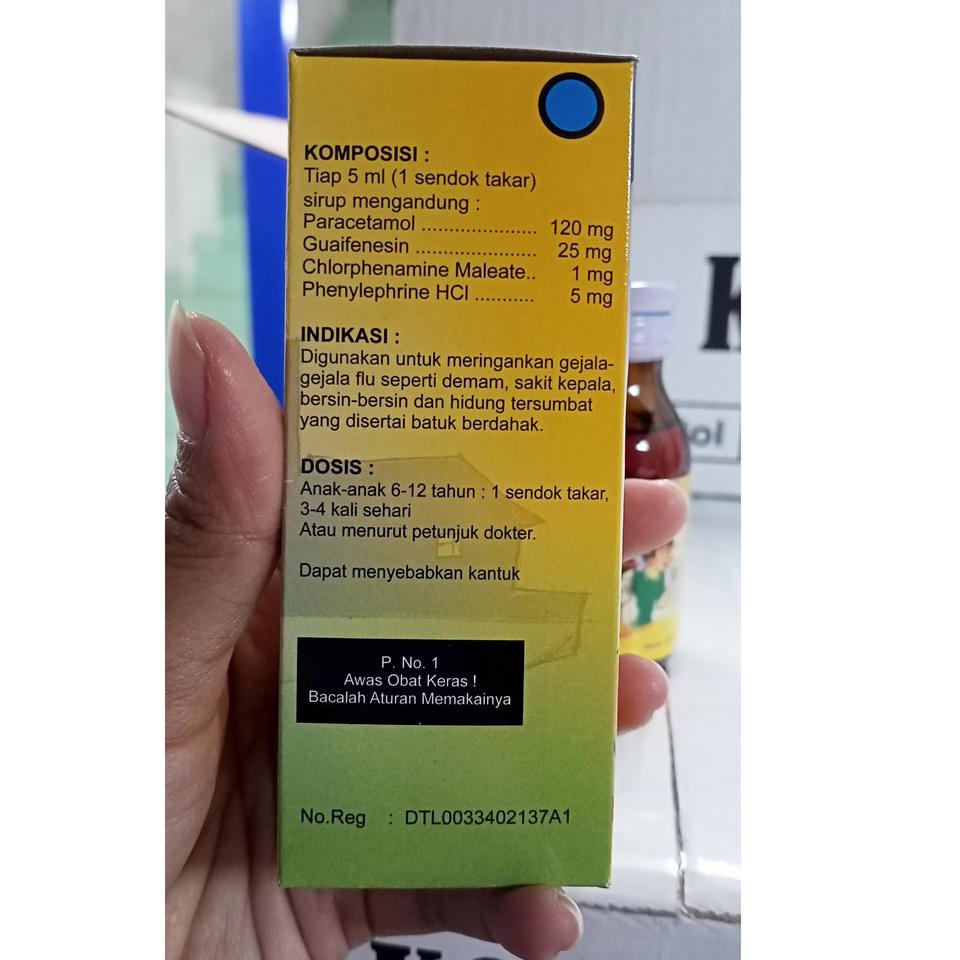 KOMPOSISI :
Tiap 5 ml (1 sendok takar)
sirup mengandung :
Paracetamol ...................... 120 mg
Guaifenesin ....................... 25 mg
Chlorphenamine Maleate.. 1 mg
Phenylephrine HCl ........... 5 mg
INDIKASI :
Digunakan untuk meringankan gejala-
gejala flu seperti demam, sakit kepala,
bersin-bersin dan hidung tersumbat
yang disertai batuk berdahak.
DOSIS :
Anak-anak 6-12 tahun : 1 sendok takar,
3-4 kali sehari
Atau menurut petunjuk dokter.
Dapat menyebabkan kantuk
P. No. 1
Awas Obat Keras !
Bacalah Aturan Memakainya
No.Reg : DTL0033402137A1